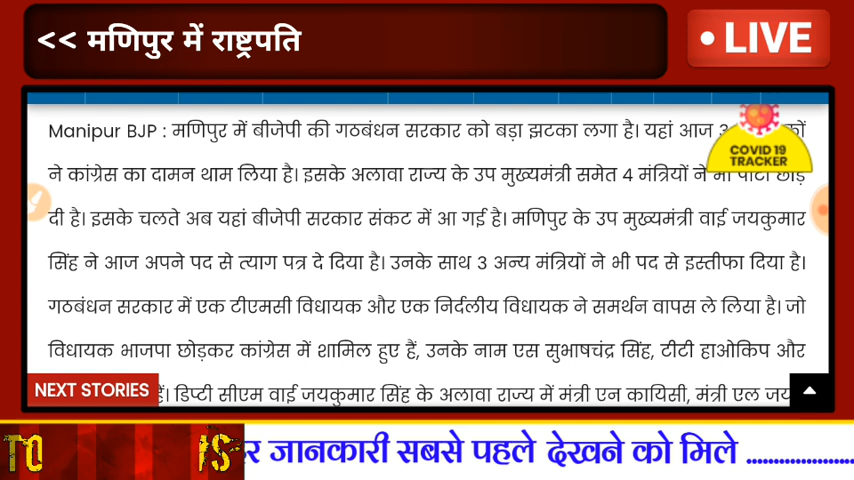 << मणिपुर में राष्ट्रपति
• LIVE
Manipur BJP : मणिपुर में बीजेपी की गठबंधन सरकार को बड़ा झटका लगा है। यहां आज 3
COVID 19
TRACKER
ने कांग्रेस का दामन थाम लिया है। इसके अलावा राज्य के उप मुख्यमंत्री समेत 4 मंत्रियों ने भी पार्टी छोड़
दी है। इसके चलते अब यहां बीजेपी सरकार संकट में आ गई है। मणिपुर के उप मुख्यमंत्री वाई जयकुमार
सिंह ने आज अपने पद से त्याग पत्र दे दिया है। उनके साथ 3 अन्य मंत्रियों ने भी पद से इस्तीफा दिया है।
गठबंधन सरकार में एक टीएमसी विधायक और एक निर्दलीय विधायक ने समर्थन वापस ले लिया है। जो
विधायक भाजपा छोड़कर कांग्रेस में शामिल हुए हैं, उनके नाम एस सुभाषचंद्र सिंह, टीटी हाओकिप और
NEXT STORIES
हैं। डिप्टी सीएम वाई जयकुमार सिंह के अलावा राज्य में मंत्री एन कायिसी, मंत्री एल जय
TO IS
र जानकारी सबसे पहले देखने को मिले ..................